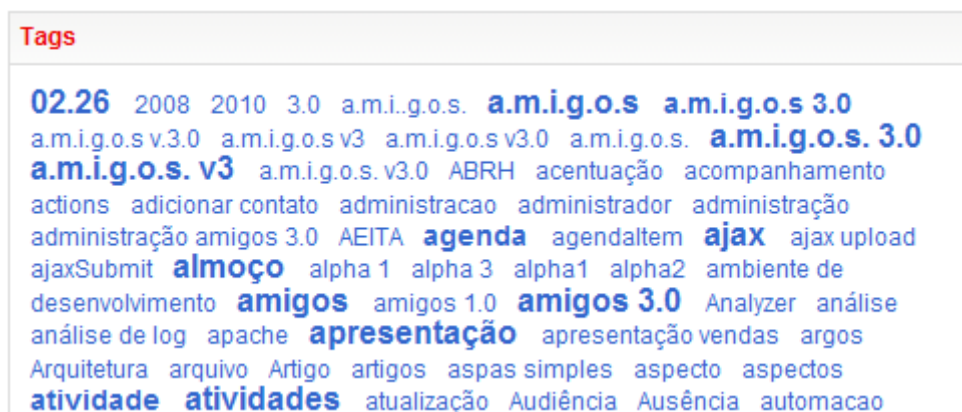 Tags
02.26 2008 2010 3.0 a.m.i..g.o.s. a.m.i.g.o.s a.m.i.g.o.s 3.0
a.m.i.g.o.s v.3.0 a.m.i.g.o.s v3 a.m.i.g.o.s v3.0 a.m.i.g.o.s. a.m.i.g.o.s. 3.0
a.m.i.g.o.s. v3 a.m.i.g.o.s. v3.0 ABRH acentuação acompanhamento
actions adicionar contato administracao administrador administração
administração amigos 3.0 AEITA agenda agendaItem ajax ajax upload
ajaxSubmit almoço alpha 1 alpha 3 alpha1 alpha2 ambiente de
desenvolvimento amigos amigos 1.0 amigos 3.0 Analyzer análise
análise de log apache apresentação apresentação vendas argos
Arquitetura arquivo Artigo artigos aspas simples aspecto aspectos
atividade atividades atualização Audiência Ausência automacao